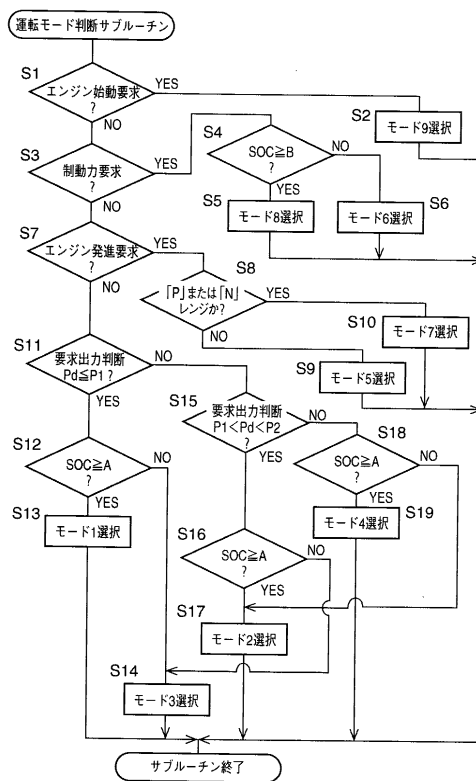 運転モード判断サブルーチン
S1
エンジン始動要求
?
YES
NO
S2
モード9選択
S3
制動力要求
?
YES
NO
S4
SOC≧B
?
NO
YES
S5
モード8選択
S6
モード6選択
S7
エンジン発進要求
?
YES
NO
S8
「P」または「N」
レンジか?
YES
NO
S10
モード7選択
S9
モード5選択
S11
要求出力判断
Pd≦P1?
NO
YES
S15
要求出力判断
P1<Pd<P2
?
NO
YES
S12
SOC≧A
?
NO
YES
S18
SOC≧A
?
NO
YES
S13
モード1選択
S19
モード4選択
S16
SOC≧A
?
NO
YES
S17
モード2選択
S14
モード3選択
サブルーチン終了